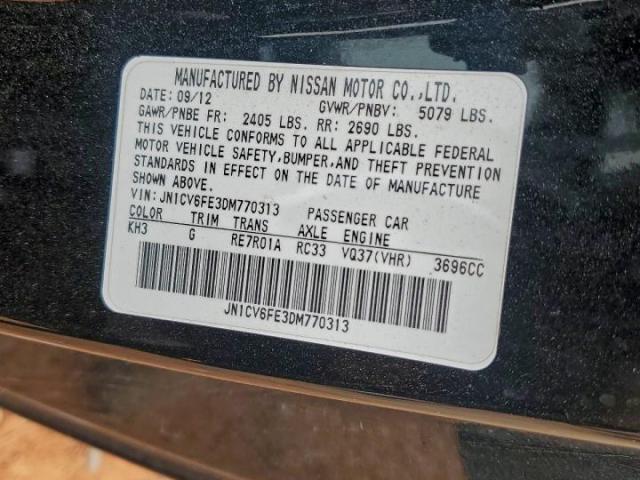 MANUFACTURED BY NISSAN MOTOR CO.,LTD.
DATE: 09/12 GVWR/PNBV: 5079 LBS.
GAWR/PNBE FR: 2405 LBS. RR: 2690 LBS.
THIS VEHICLE CONFORMS TO ALL APPLICABLE FEDERAL
MOTOR VEHICLE SAFETY,BUMPER,AND THEFT PREVENTION
STANDARDS IN EFFECT ON THE DATE OF MANUFACTURE
SHOWN ABOVE.
VIN: JN1CV6FE3DM770313 PASSENGER CAR
COLOR TRIM TRANS AXLE ENGINE
KH3 G RE7R01A RC33 VQ37(VHR) 3696CC
JN1CV6FE3DM770313